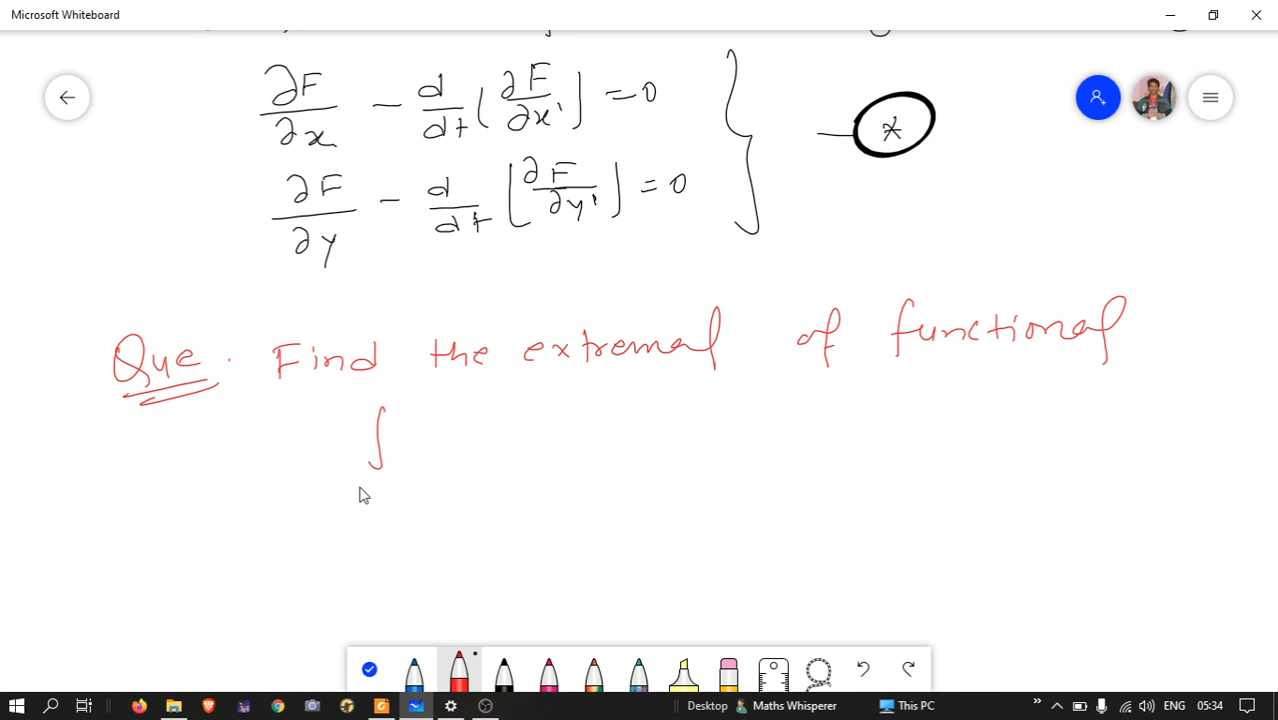 Microsoft Whiteboard
∂F/∂x - d/dt (∂F/∂x') = 0
*
∂F/∂y - d/dt [∂F/∂y'] = 0
Que. Find the extremal of functional
∫
Desktop Maths Whisperer This PC » ENG 05:34